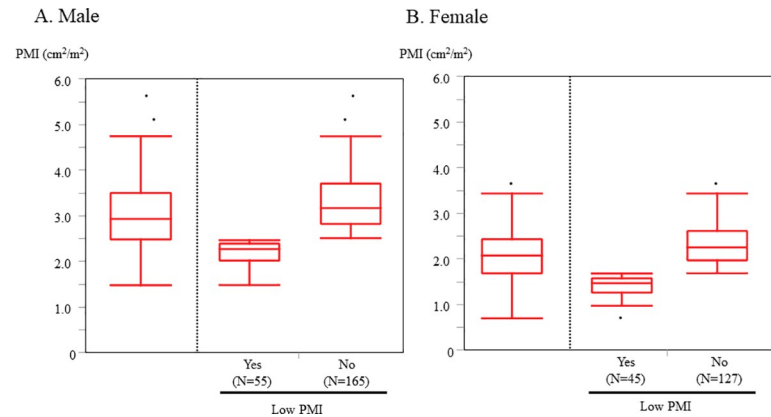 A. Male
PMI (cm²/m²)
6.0
5.0
4.0
3.0
2.0
1.0
0
Yes
(N=55)
No
(N=165)
Low PMI
B. Female
PMI (cm²/m²)
6.0
5.0
4.0
3.0
2.0
1.0
0
Yes
(N=45)
No
(N=127)
Low PMI